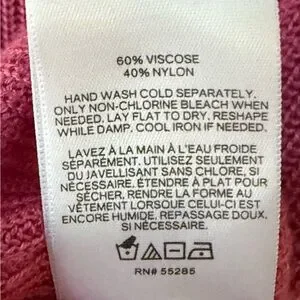 60% VISCOSE
40% NYLON
HAND WASH COLD SEPARATELY.
ONLY NON-CHLORINE BLEACH WHEN
NEEDED. LAY FLAT TO DRY. RESHAPE
WHILE DAMP. COOL IRON IF NEEDED.
LAVEZ À LA MAIN À L'EAU FROIDE
SÉPARÉMENT. UTILISEZ SEULEMENT
DU JAVELLISANT SANS CHLORE, SI
NÉCESSAIRE. ÉTENDRE À PLAT POUR
SÉCHER. RENDRE LA FORME AU
VÊTEMENT LORSQUE CELUI-CI EST
ENCORE HUMIDE. REPASSAGE DOUX,
SI NÉCESSAIRE.
RN# 55285